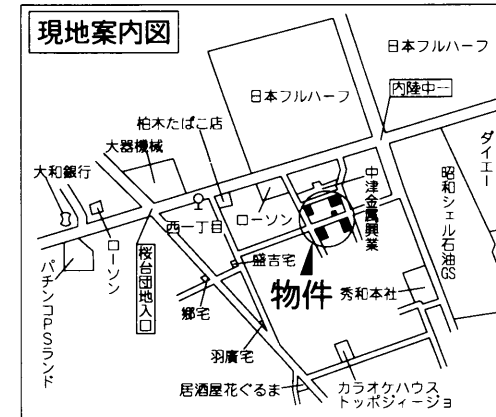 現地案内図
日本フルハーフ
日本フルハーフ
内陸中一
柏木たばこ店
大器機械
大和銀行
ローソン
西一丁目
ローソン
中津金属興業
昭和シェル石油GS
ダイエー
パチンコPSランド
桜台団地入口
盛吉宅
郷宅
物件
秀和本社
羽廣宅
居酒屋花ぐるま
カラオケハウス
トッポジィージョ